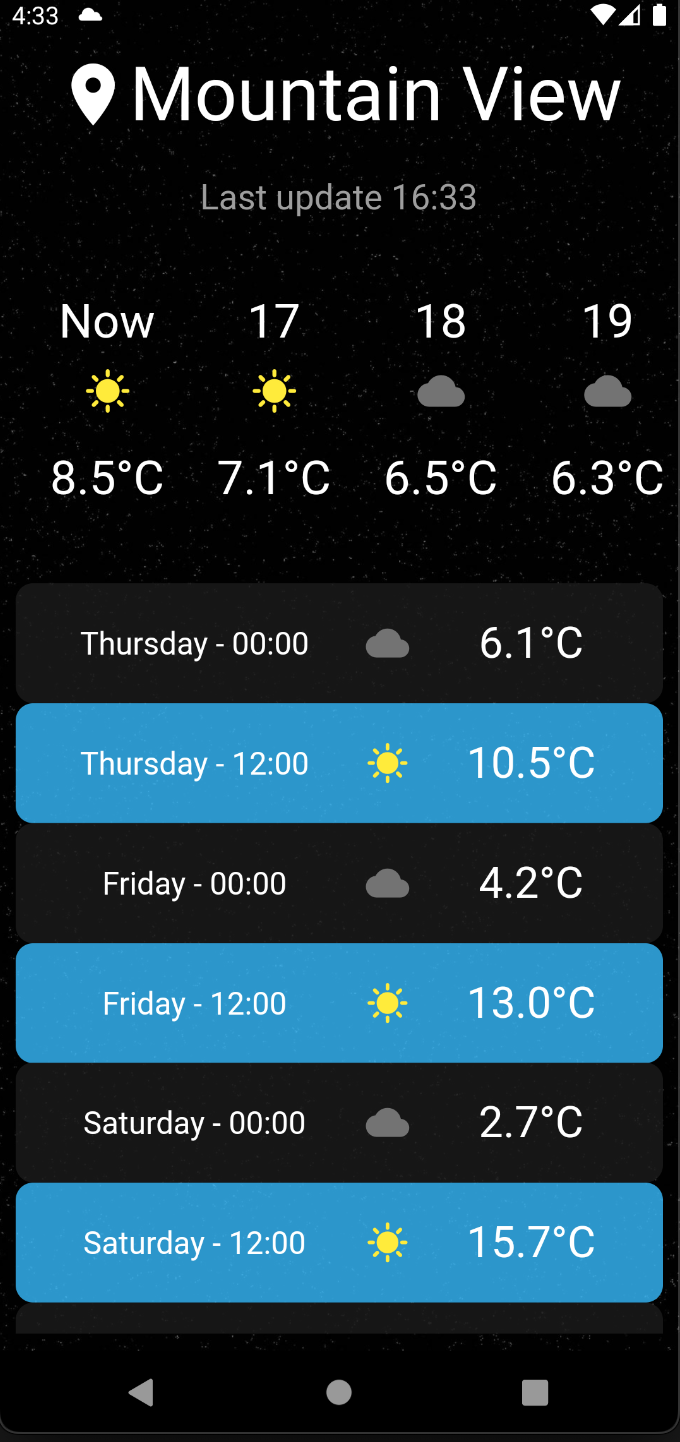 4:33
Mountain View
Last update 16:33
Now 17 18 19
8.5°C 7.1°C 6.5°C 6.3°C
Thursday - 00:00 6.1°C
Thursday - 12:00 10.5°C
Friday - 00:00 4.2°C
Friday - 12:00 13.0°C
Saturday - 00:00 2.7°C
Saturday - 12:00 15.7°C